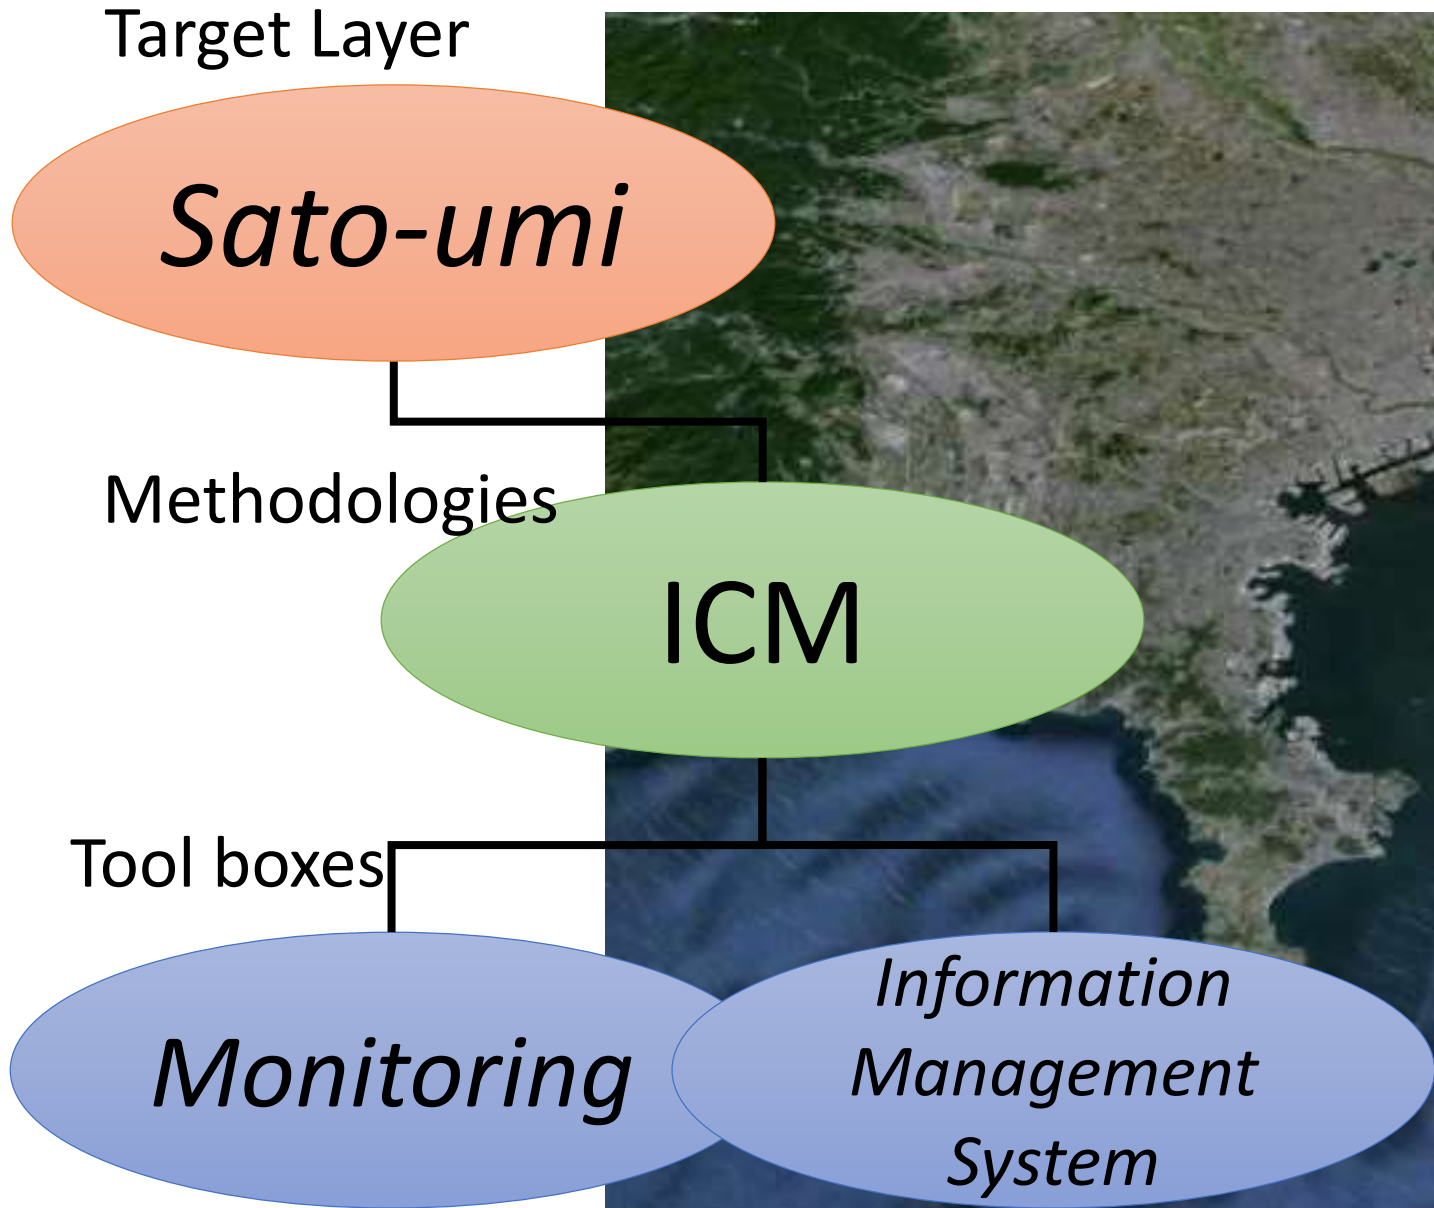 Target Layer
Sato-umi
Methodologies
ICM
Tool boxes
Monitoring
Information
Management
System